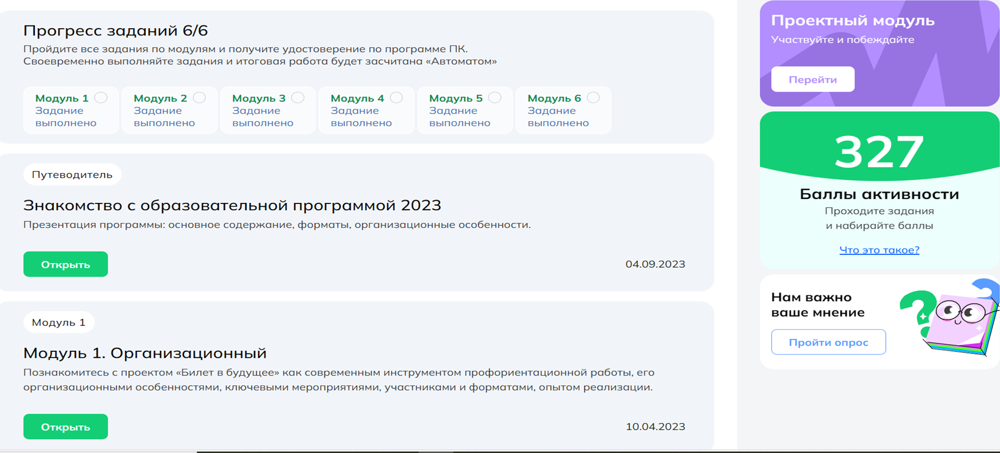 Прогресс заданий 6/6
Пройдите все задания по модулям и получите удостоверение по программе ПК.
Своевременно выполняйте задания и итоговая работа будет засчитана «Автоматом»
Модуль 1
Задание
выполнено
Модуль 2
Задание
выполнено
Модуль 3
Задание
выполнено
Модуль 4
Задание
выполнено
Модуль 5
Задание
выполнено
Модуль 6
Задание
выполнено
Путеводитель
Знакомство с образовательной программой 2023
Презентация программы: основное содержание, форматы, организационные особенности.
Открыть
04.09.2023
Модуль 1
Модуль 1. Организационный
Познакомитесь с проектом «Билет в будущее» как современным инструментом профориентационной работы, его
организационными особенностями, ключевыми мероприятиями, участниками и форматами, опытом реализации.
Открыть
10.04.2023
Проектный модуль
Участвуйте и побеждайте
Перейти
327
Баллы активности
Проходите задания
и набирайте баллы
Что это такое?
Нам важно
ваше мнение
Пройти опрос